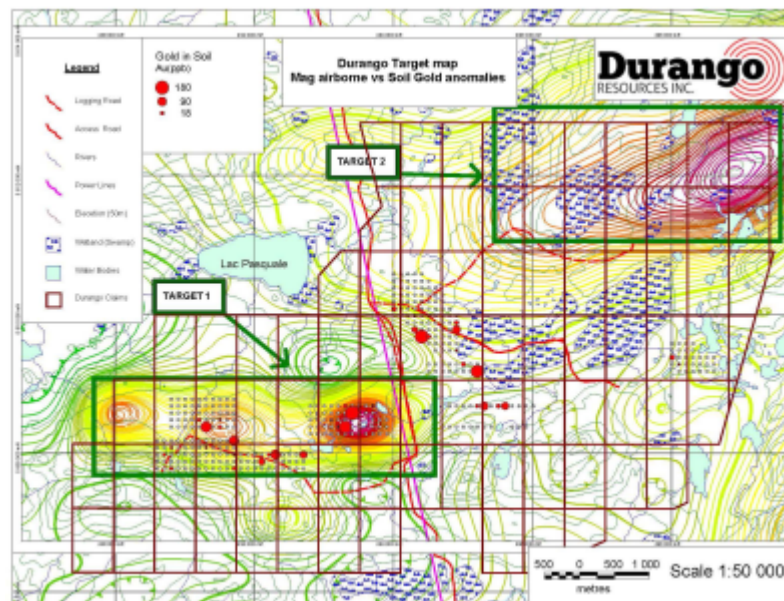 Legend
Logging Road
Access Road
Rivers
Power Lines
Elevation (50m)
Wetland (Swamp)
Water Bodies
Durango Claims
Gold in Soil
Au(ppb)
180
90
18
Durango Target map
Mag airborne vs Soil Gold anomalies
Durango
RESOURCES INC.
TARGET 2
Lac Pasquale
TARGET 1
500 0 500 1 000
metres
Scale 1:50 000